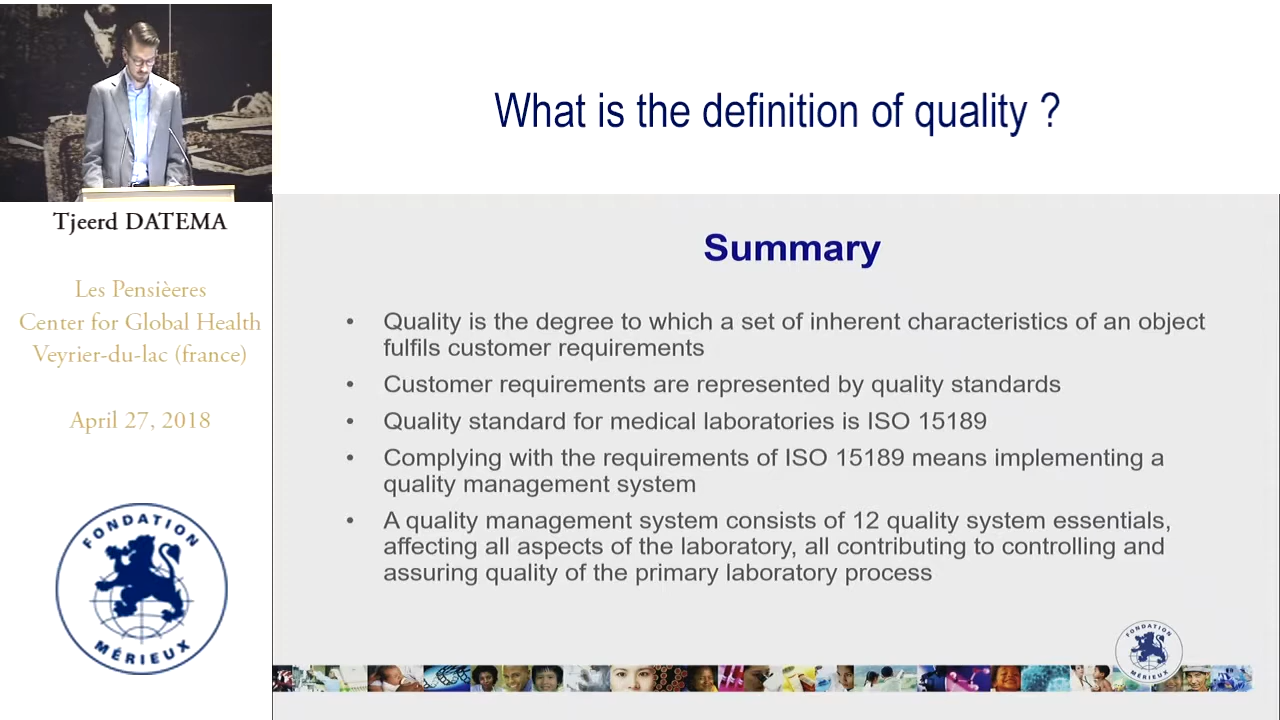 What is the definition of quality ?
Tjeerd DATEMA
Les Pensièeres
Center for Global Health
Veyrier-du-lac (france)
April 27, 2018
FONDATION
MÉRIEUX
Summary
• Quality is the degree to which a set of inherent characteristics of an object
fulfils customer requirements
• Customer requirements are represented by quality standards
• Quality standard for medical laboratories is ISO 15189
• Complying with the requirements of ISO 15189 means implementing a
quality management system
• A quality management system consists of 12 quality system essentials,
affecting all aspects of the laboratory, all contributing to controlling and
assuring quality of the primary laboratory process
FONDATION
MÉRIEUX